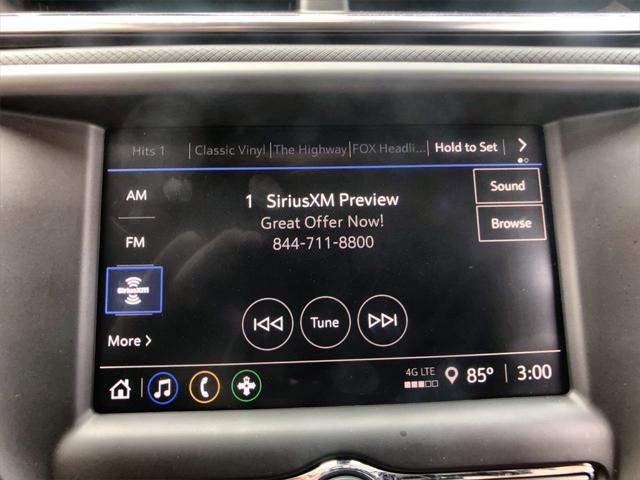 Hits 1 Classic Vinyl The Highway FOX Headli... Hold to Set
AM
1 SiriusXM Preview
Sound
Great Offer Now!
Browse
FM
844-711-8800
SiriusXM
Tune
More
4G LTE 85° 3:00